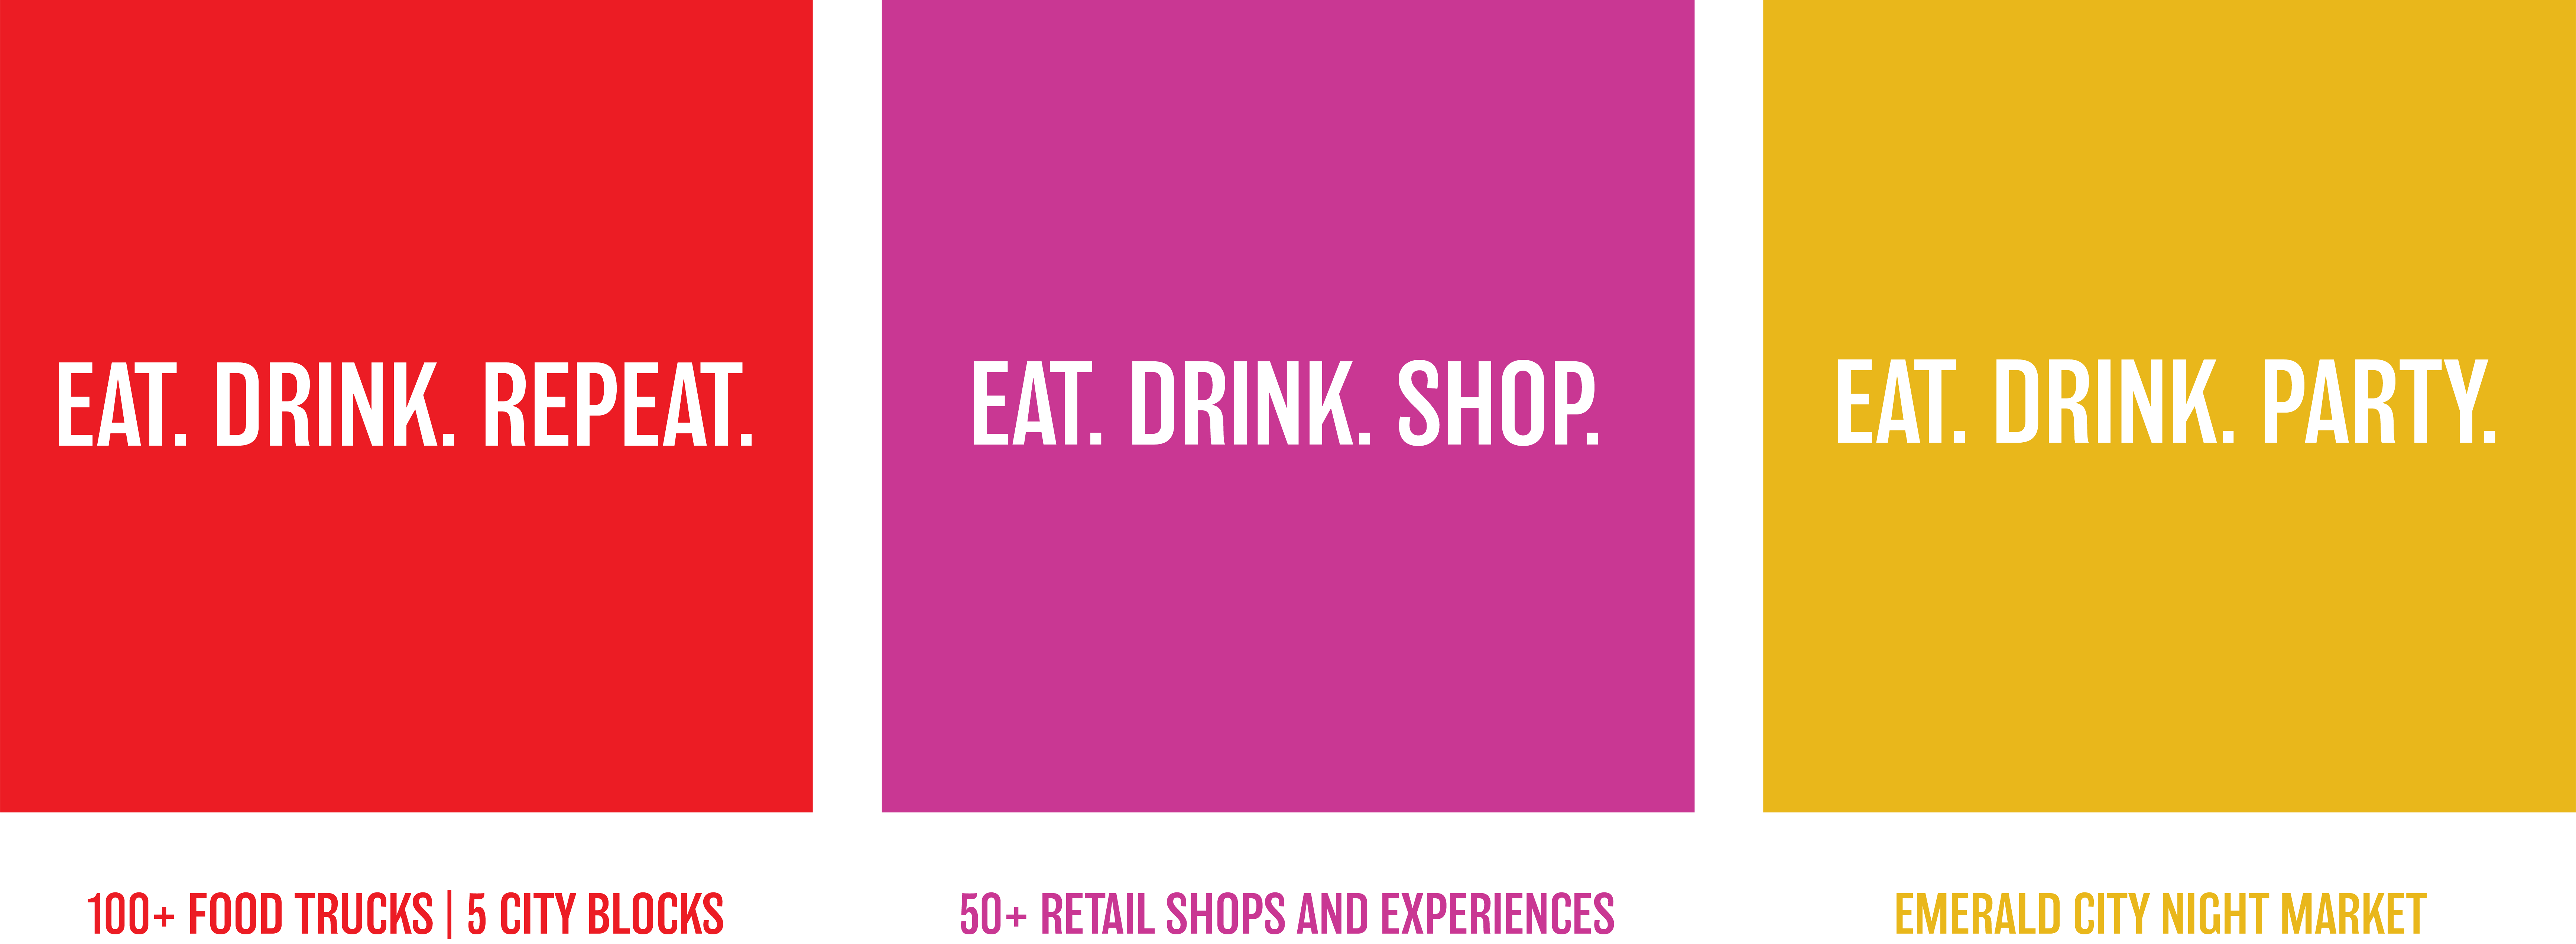 EAT. DRINK. REPEAT.
EAT. DRINK. SHOP.
EAT. DRINK. PARTY.
100+ FOOD TRUCKS | 5 CITY BLOCKS
50+ RETAIL SHOPS AND EXPERIENCES
EMERALD CITY NIGHT MARKET